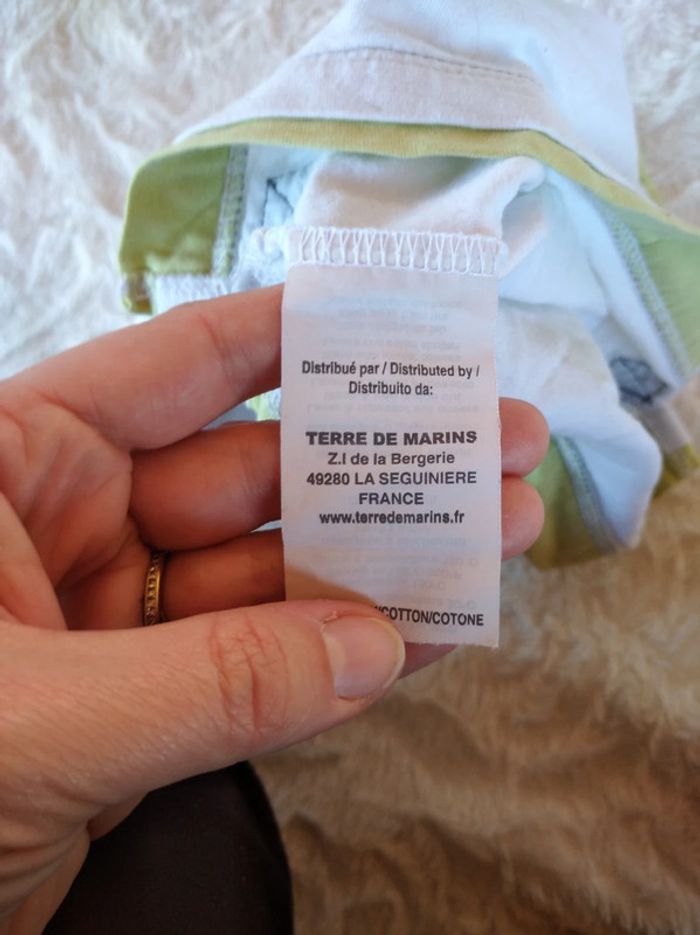 Distribué par / Distributed by /
Distribuito da:
TERRE DE MARINS
Z.I de la Bergerie
49280 LA SEGUINIERE
FRANCE
www.terredemarins.fr
/COTTON/COTONE